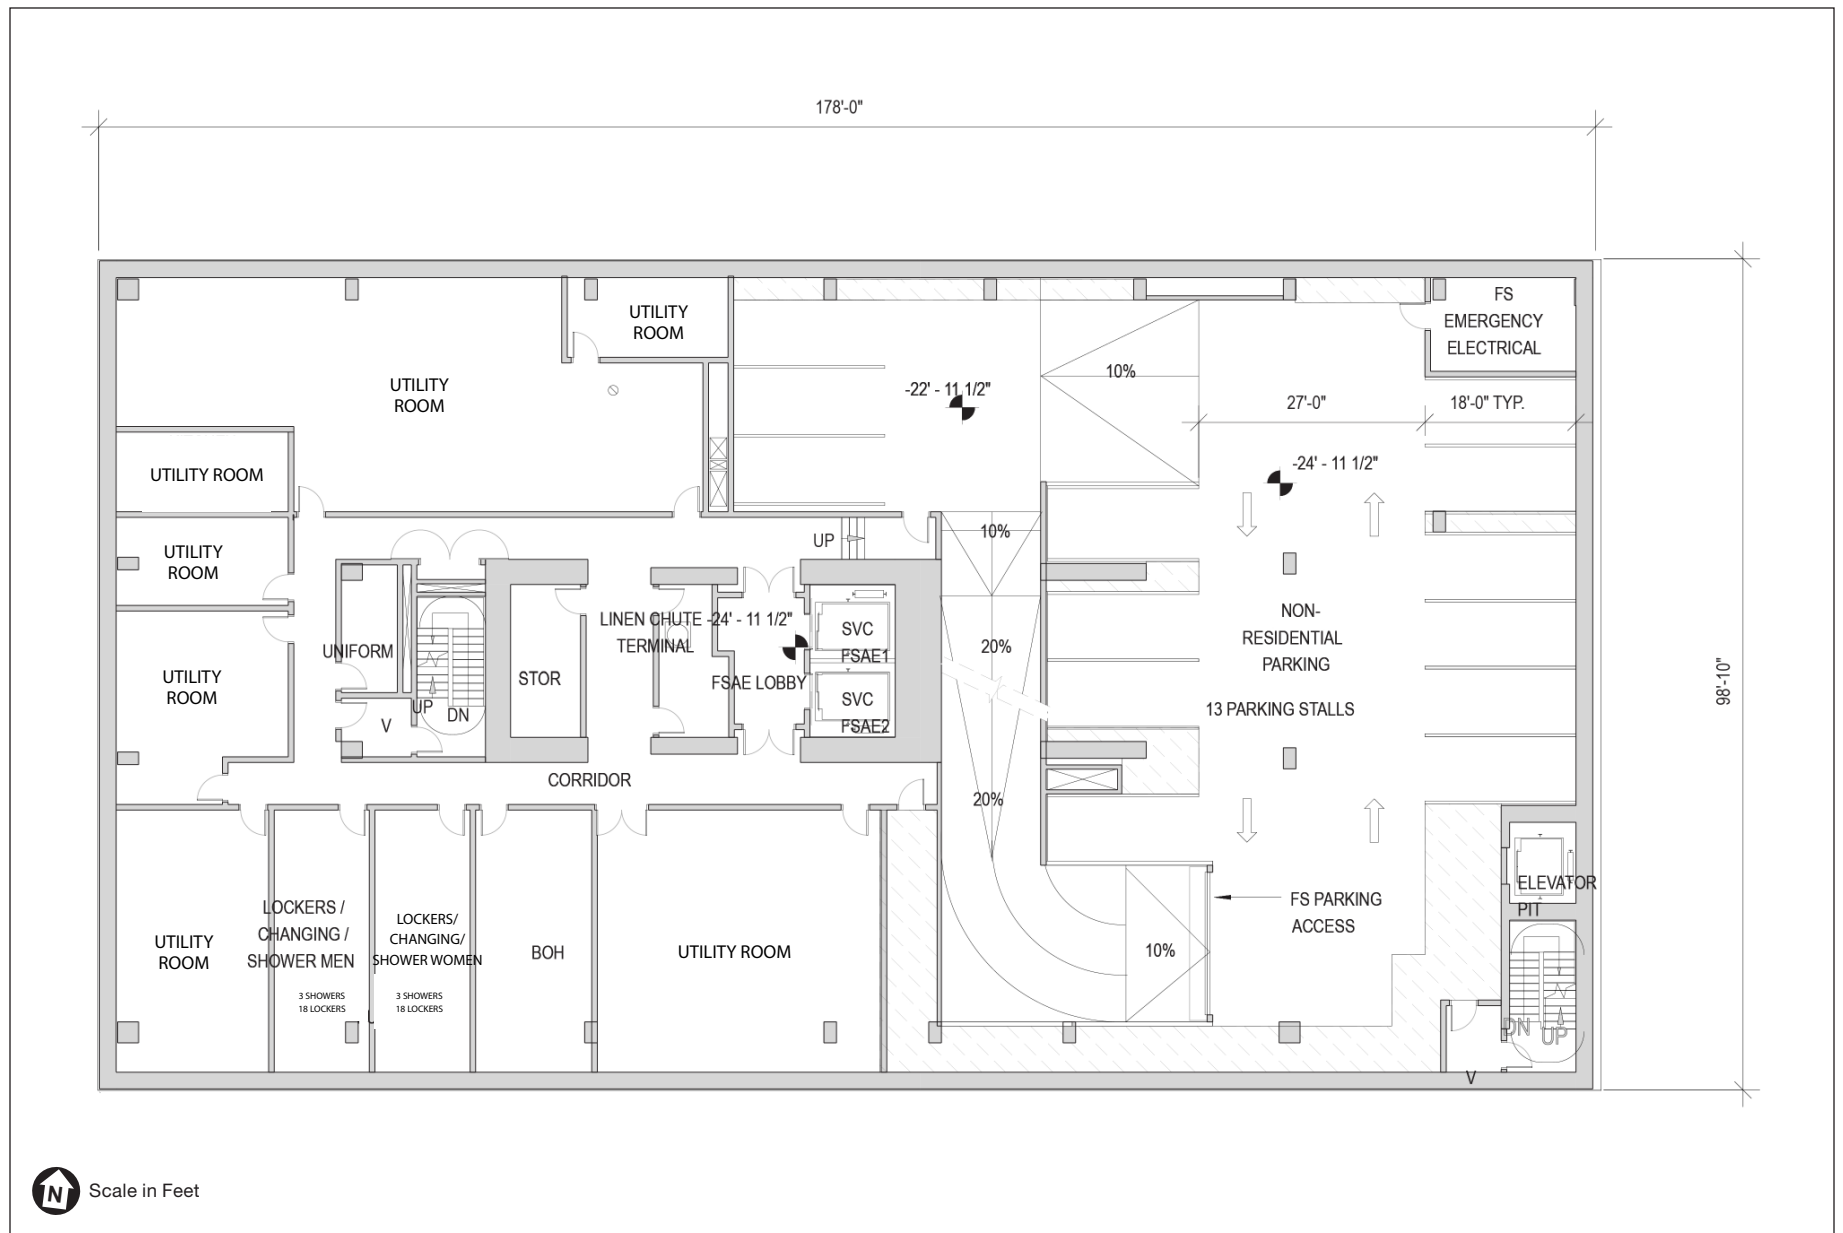 178'-0"
UTILITY
ROOM
FS
EMERGENCY
ELECTRICAL
UTILITY
ROOM
10%
-22' - 11 1/2"
27'-0"
18'-0" TYP.
UTILITY ROOM
-24' - 11 1/2"
UP
10%
UTILITY
ROOM
NON-
RESIDENTIAL
PARKING
13 PARKING STALLS
LINEN CHUTE
TERMINAL
-24' - 11 1/2"
SVC
FSAE1
20%
UNIFORM
STOR
FSAE LOBBY
SVC
FSAE2
UTILITY
ROOM
98'-10"
UP
DN
V
CORRIDOR
20%
ELEVATOR
PIT
FS PARKING
ACCESS
UTILITY
ROOM
LOCKERS /
CHANGING /
SHOWER MEN
3 SHOWERS
18 LOCKERS
LOCKERS/
CHANGING/
SHOWER WOMEN
3 SHOWERS
18 LOCKERS
BOH
UTILITY ROOM
10%
DN
UP
V
N
Scale in Feet